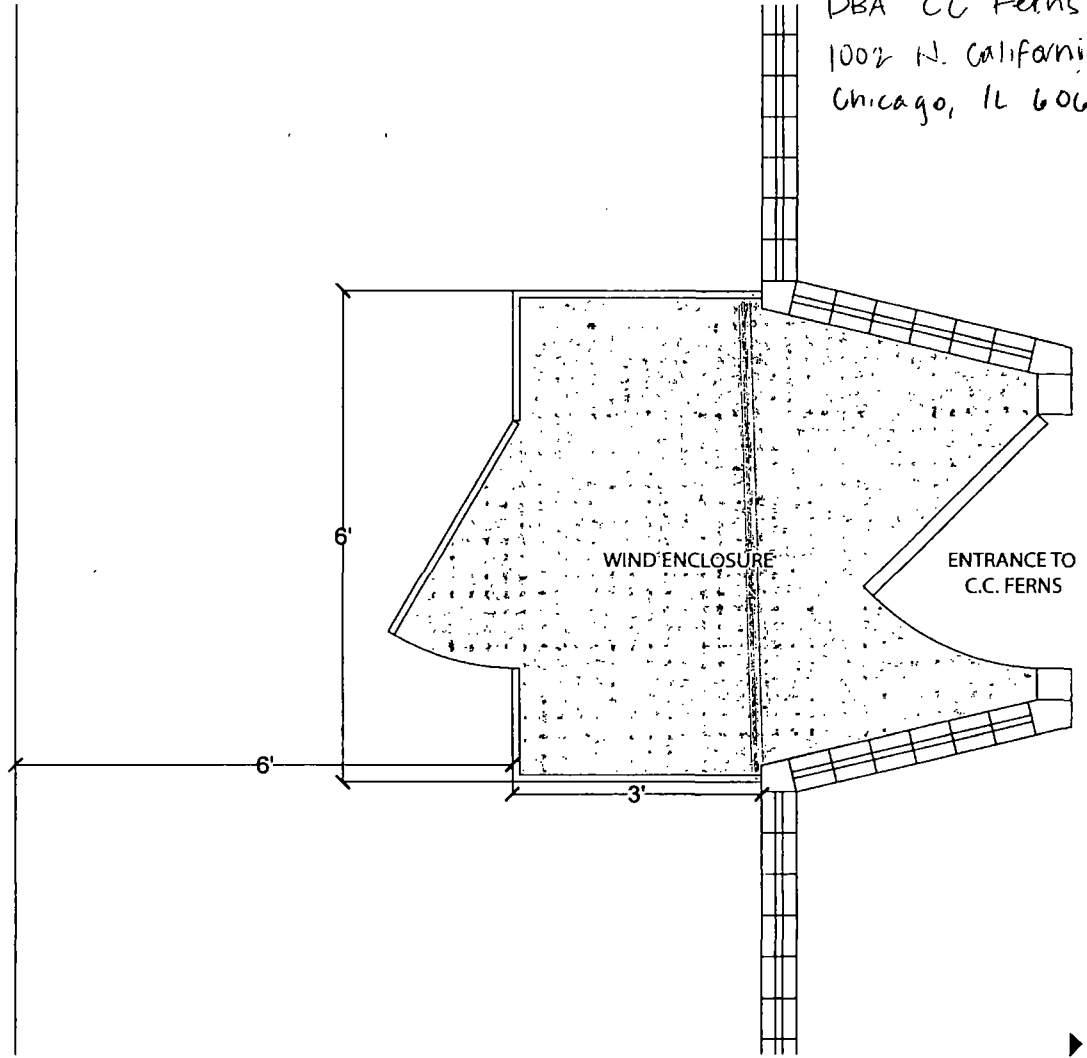 DBA CC Ferns
1002 N. Californi
Chicago, IL 606
6'
WIND ENCLOSURE
ENTRANCE TO
C.C. FERNS
6'
3'